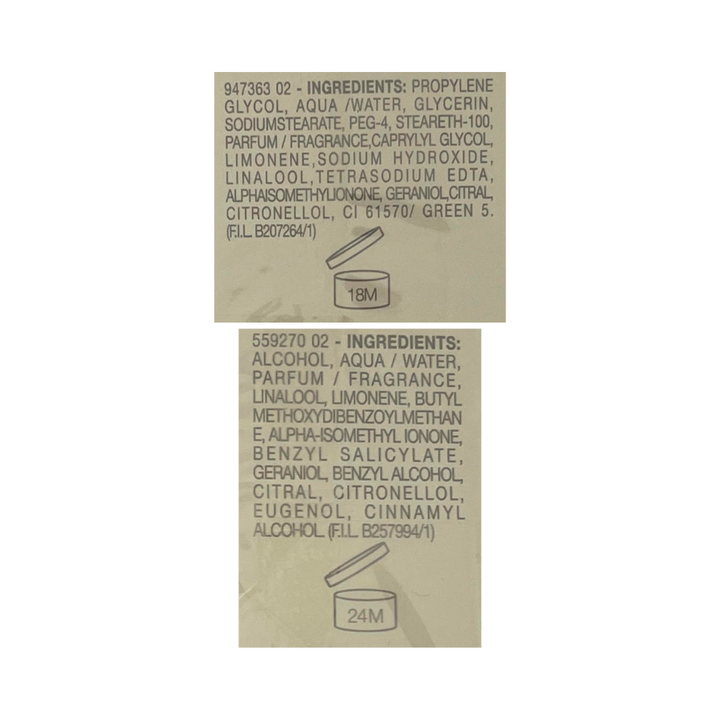 947363 02 - INGREDIENTS: PROPYLENE
GLYCOL, AQUA /WATER, GLYCERIN,
SODIUMSTEARATE, PEG-4, STEARETH-100,
PARFUM / FRAGRANCE,CAPRYLYL GLYCOL,
LIMONENE,SODIUM HYDROXIDE,
LINALOOL,TETRASODIUM EDTA,
ALPHAISOMETHYLIONONE, GERANIOL,CITRAL,
CITRONELLOL, CI 61570/ GREEN 5.
(F.I.L. B207264/1)
18M
559270 02 - INGREDIENTS:
ALCOHOL, AQUA / WATER,
PARFUM / FRAGRANCE,
LINALOOL, LIMONENE, BUTYL
METHOXYDIBENZOYLMETHAN
E, ALPHA-ISOMETHYL IONONE,
BENZYL SALICYLATE,
GERANIOL, BENZYL ALCOHOL,
CITRAL, CITRONELLOL,
EUGENOL, CINNAMYL
ALCOHOL. (F.I.L. B257994/1)
24M